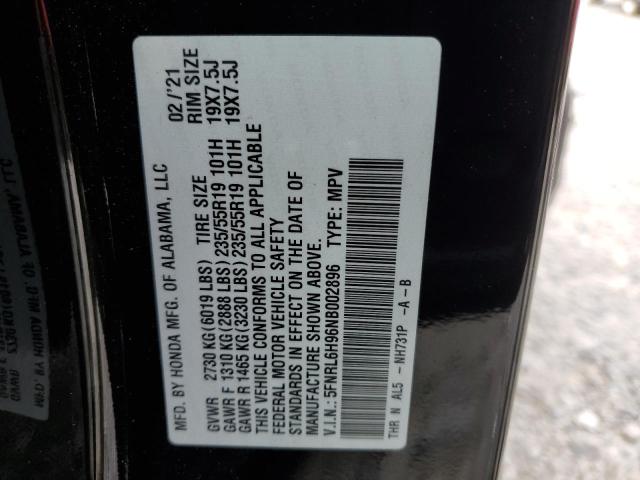 MFD. BY HONDA MFG. OF ALABAMA, LLC 02/'21
GVWR 2730 KG (6019 LBS) TIRE SIZE RIM SIZE
GAWR F 1310 KG (2888 LBS) 235/55R19 101H 19X7.5J
GAWR R 1465 KG (3230 LBS) 235/55R19 101H 19X7.5J
THIS VEHICLE CONFORMS TO ALL APPLICABLE
FEDERAL MOTOR VEHICLE SAFETY
STANDARDS IN EFFECT ON THE DATE OF
MANUFACTURE SHOWN ABOVE.
V.I.N.: 5FNRL6H96NB002896 TYPE: MPV
THR N AL5 - NH731P -A-B